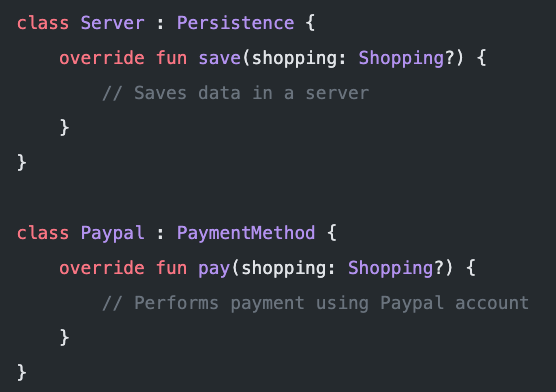 class Server : Persistence {
    override fun save(shopping: Shopping?) {
        // Saves data in a server
    }
}

class Paypal : PaymentMethod {
    override fun pay(shopping: Shopping?) {
        // Performs payment using Paypal account
    }
}